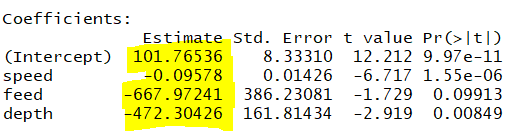 Coefficients:
Estimate Std. Error t value Pr(>|t|)
(Intercept) 101.76536 8.33310 12.212 9.97e-11
speed -0.09578 0.01426 -6.717 1.55e-06
feed -667.97241 386.23081 -1.729 0.09913
depth -472.30426 161.81434 -2.919 0.00849